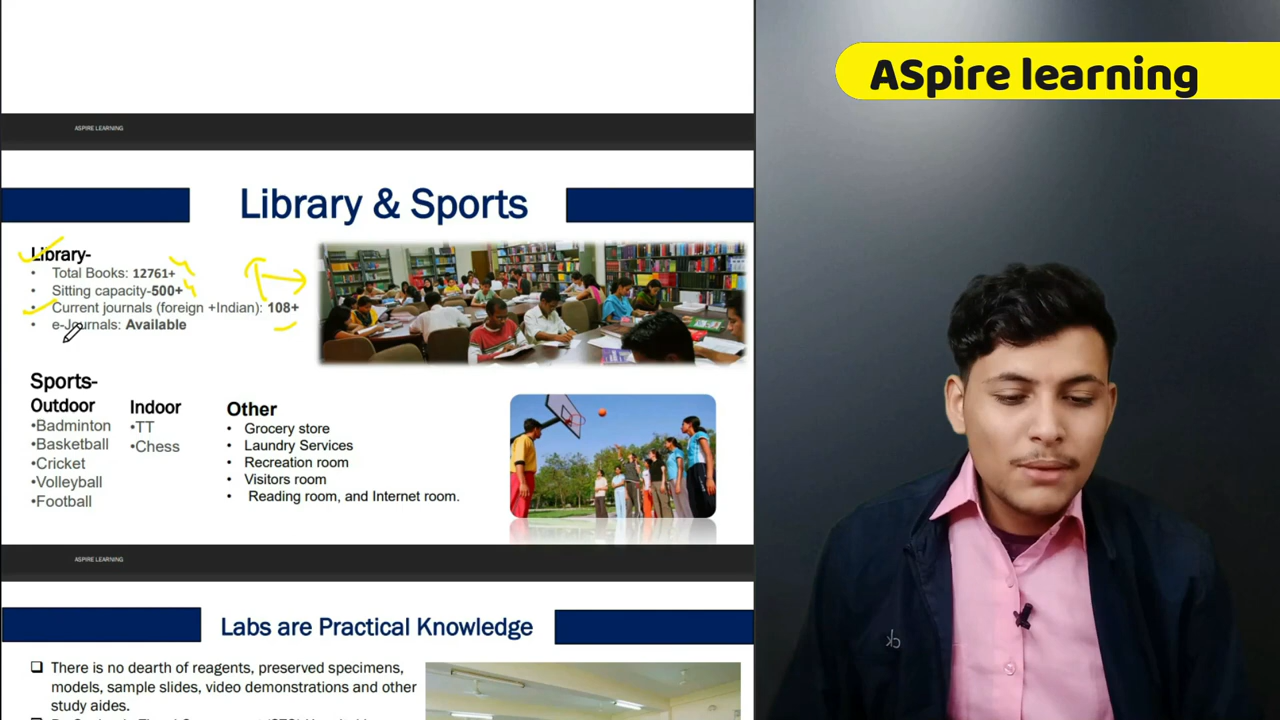 ASpire learning
ASPIRE LEARNING
Library & Sports
Library-
• Total Books: 12761+
• Sitting capacity-500+
• Current journals (foreign +Indian): 108+
• e-Journals: Available
Sports-
Outdoor
•Badminton
•Basketball
•Cricket
•Volleyball
•Football
Indoor
•TT
•Chess
Other
• Grocery store
• Laundry Services
• Recreation room
• Visitors room
• Reading room, and Internet room.
ASPIRE LEARNING
Labs are Practical Knowledge
❑ There is no dearth of reagents, preserved specimens,
models, sample slides, video demonstrations and other
study aides.
ck